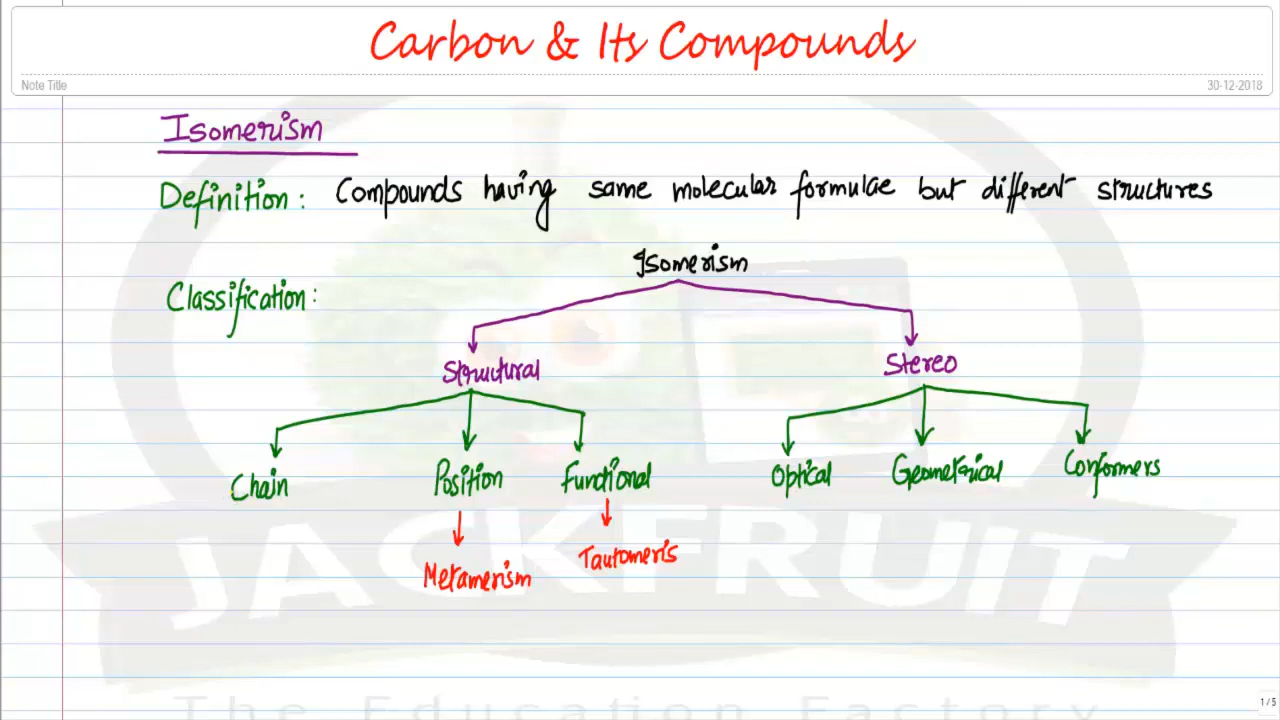 Carbon & Its Compounds
Note Title
30-12-2018
Isomerism
Definition: Compounds having same molecular formulae but different structures
Isomerism
Classification:
Structural Stereo
Chain Position Functional Optical Geometrical Conformers
Metamerism Tautomeris
JACKFRUIT
The Education Factory
1/5